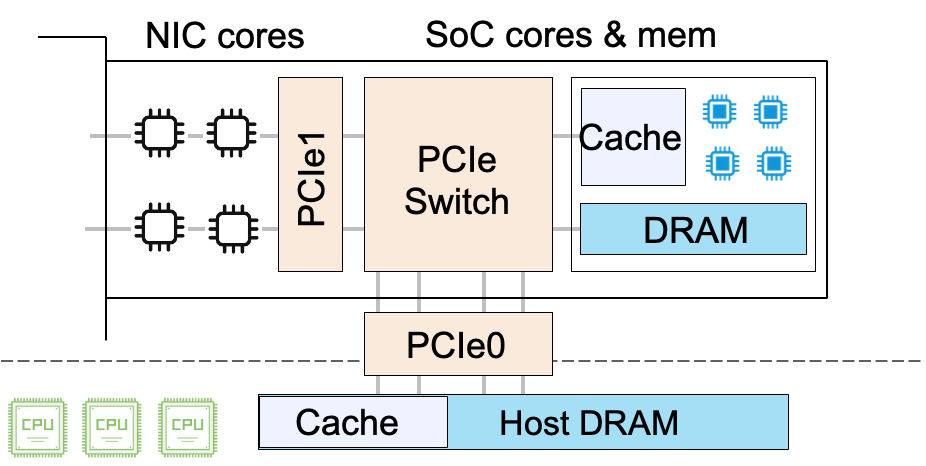 NIC cores
SoC cores & mem
PCIe1
PCIe
Switch
Cache
DRAM
PCIe0
CPU
CPU
CPU
Cache
Host DRAM